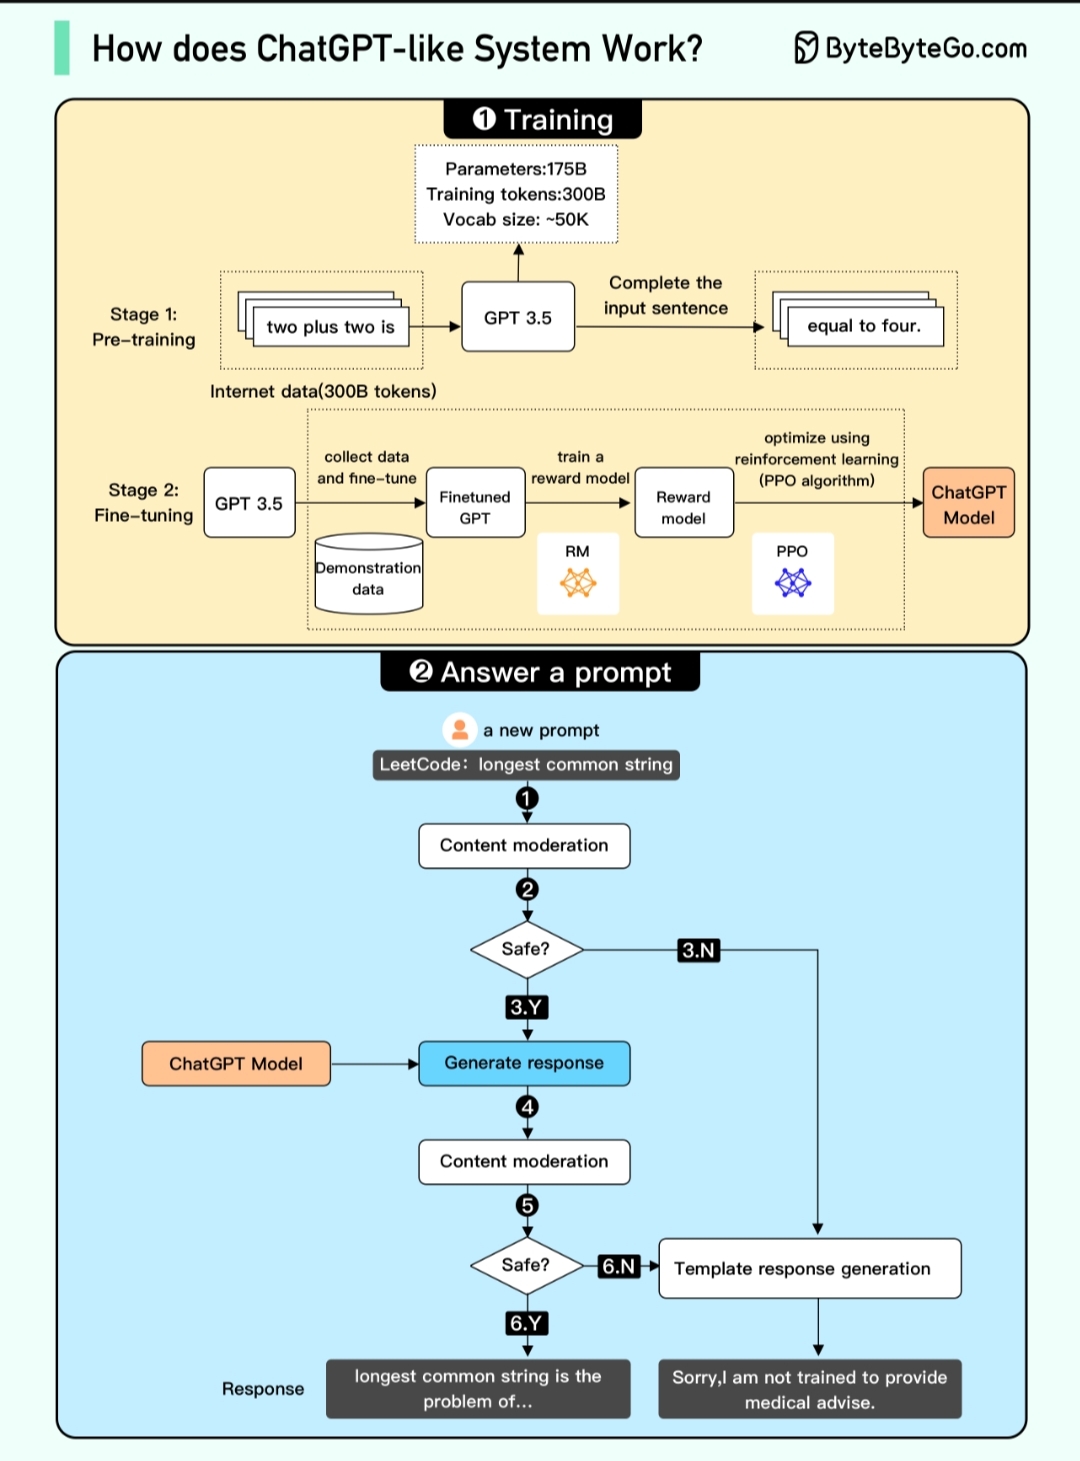 How does ChatGPT-like System Work?
ByteByteGo.com
❶ Training
Parameters:175B
Training tokens:300B
Vocab size: ~50K
Stage 1:
Pre-training
two plus two is
GPT 3.5
Complete the
input sentence
equal to four.
Internet data(300B tokens)
Stage 2:
Fine-tuning
GPT 3.5
collect data
and fine-tune
Demonstration
data
Finetuned
GPT
train a
reward model
RM
Reward
model
optimize using
reinforcement learning
(PPO algorithm)
PPO
ChatGPT
Model
❷ Answer a prompt
a new prompt
LeetCode: longest common string
1
Content moderation
2
Safe?
3.N
3.Y
ChatGPT Model
Generate response
4
Content moderation
5
Safe?
6.N
Template response generation
6.Y
Response
longest common string is the
problem of...
Sorry,I am not trained to provide
medical advise.